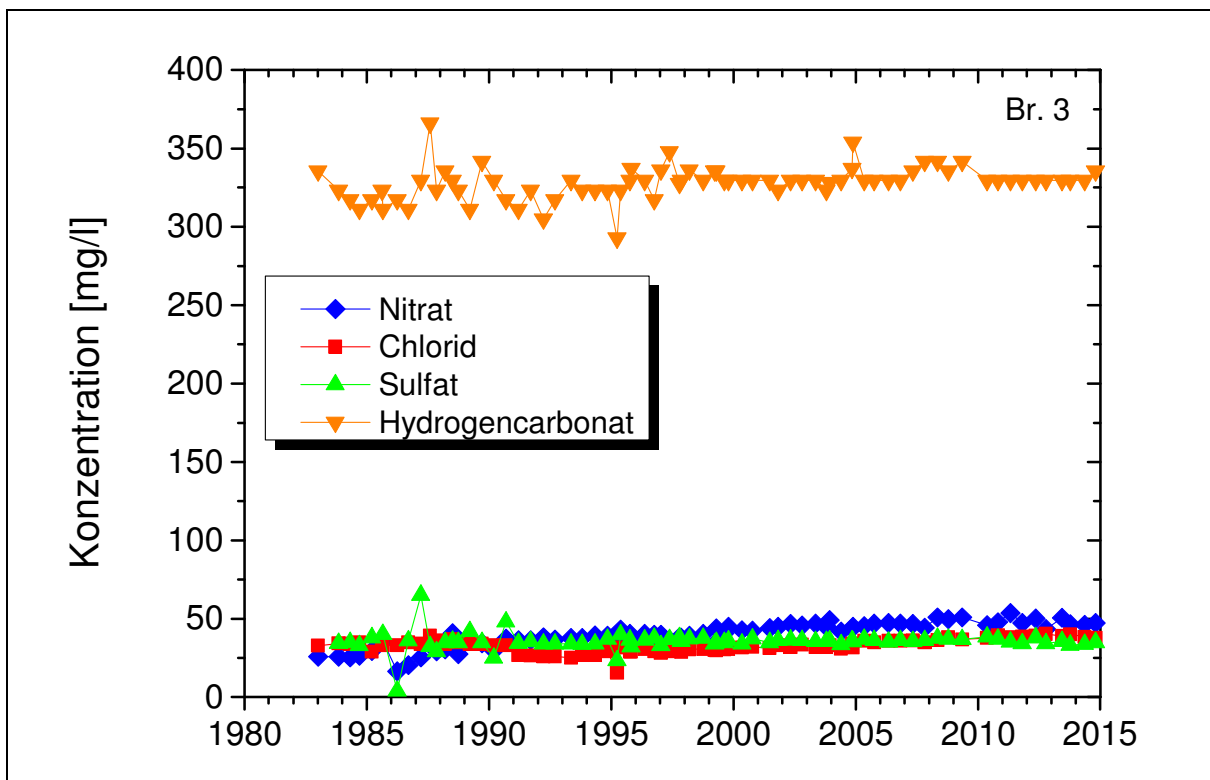 400
350
300
250
200
150
100
50
0
Konzentration [mg/l]
Br. 3
Nitrat
Chlorid
Sulfat
Hydrogencarbonat
1980 1985 1990 1995 2000 2005 2010 2015